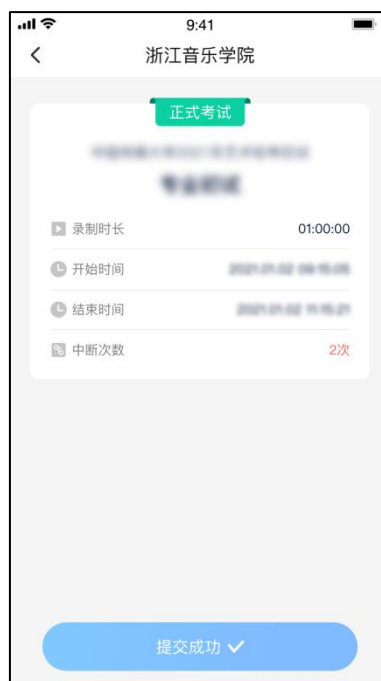 9:41
浙江音乐学院
正式考试
录制时长 01:00:00
开始时间
结束时间
中断次数 2次
提交成功